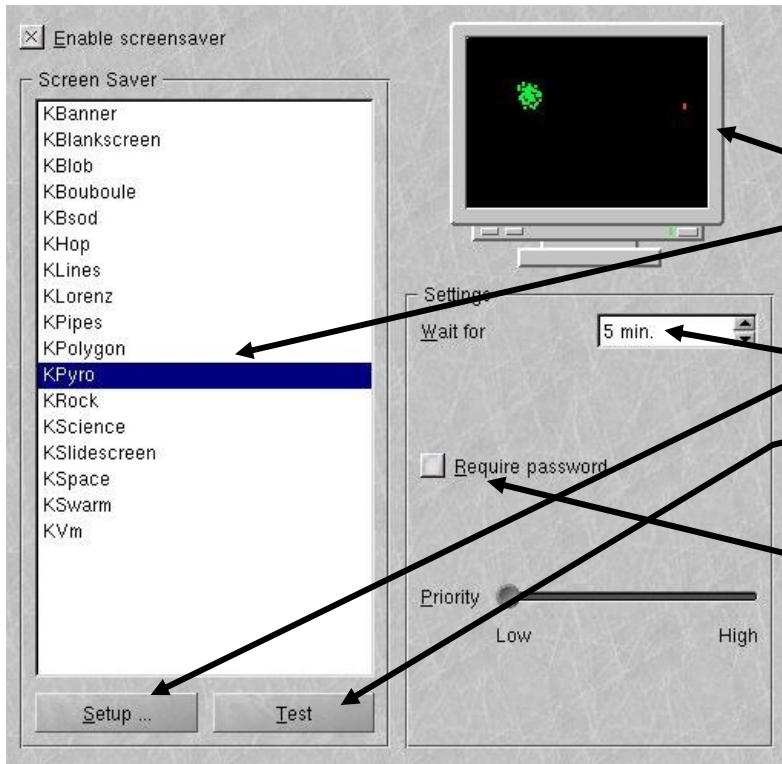 Enable screensaver
Screen Saver
KBanner
KBlankscreen
KBlob
KBouboule
KBsod
KHop
KLines
KLorenz
KPipes
KPolygon
KPyro
KRock
KScience
KSlidescreen
KSpace
KSwarm
KVm
Setup ...
Test
Settings
Wait for
5 min.
Require password
Priority
Low
High